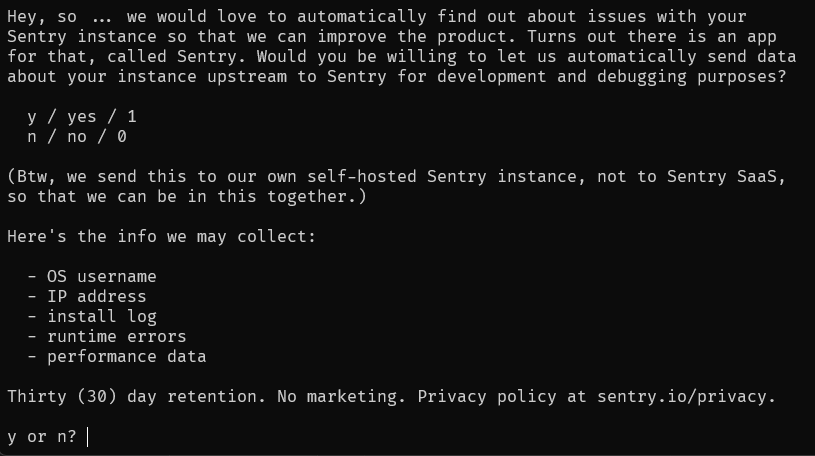 Hey, so ... we would love to automatically find out about issues with your
Sentry instance so that we can improve the product. Turns out there is an app
for that, called Sentry. Would you be willing to let us automatically send data
about your instance upstream to Sentry for development and debugging purposes?
y / yes / 1
n / no / 0
(Btw, we send this to our own self-hosted Sentry instance, not to Sentry SaaS,
so that we can be in this together.)
Here's the info we may collect:
- OS username
- IP address
- install log
- runtime errors
- performance data
Thirty (30) day retention. No marketing. Privacy policy at sentry.io/privacy.
y or n?